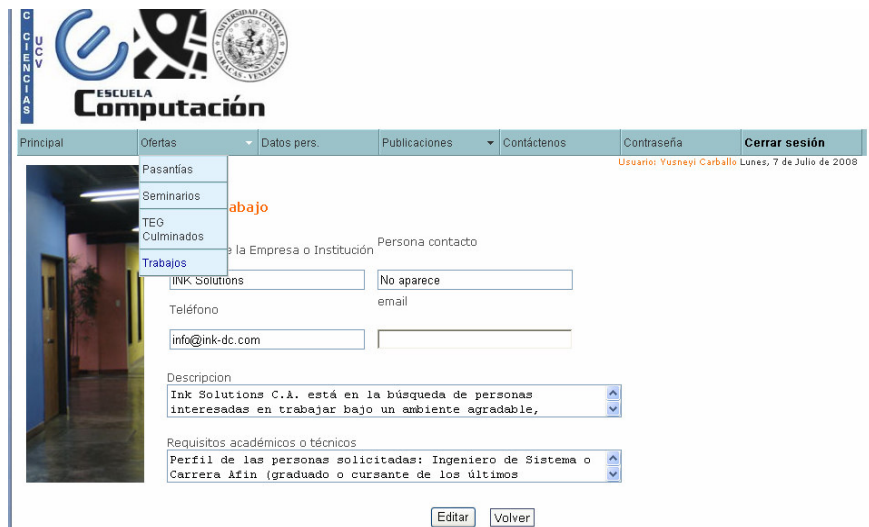 C CIENCIAS
UCV
UNIVERSIDAD CENTRAL
CARACAS - VENEZUELA
ESCUELA
Computación
Principal Ofertas Datos pers. Publicaciones Contáctenos Contraseña Cerrar sesión
Usuario: Yusneyi Carballo Lunes, 7 de Julio de 2008
Pasantías
Seminarios
TEG
Culminados
Trabajos
abajo
e la Empresa o Institución Persona contacto
INK Solutions No aparece
Teléfono email
info@ink-dc.com
Descripcion
Ink Solutions C.A. está en la búsqueda de personas
interesadas en trabajar bajo un ambiente agradable,
Requisitos académicos o técnicos
Perfil de las personas solicitadas: Ingeniero de Sistema o
Carrera Afin (graduado o cursante de los últimos
Editar Volver